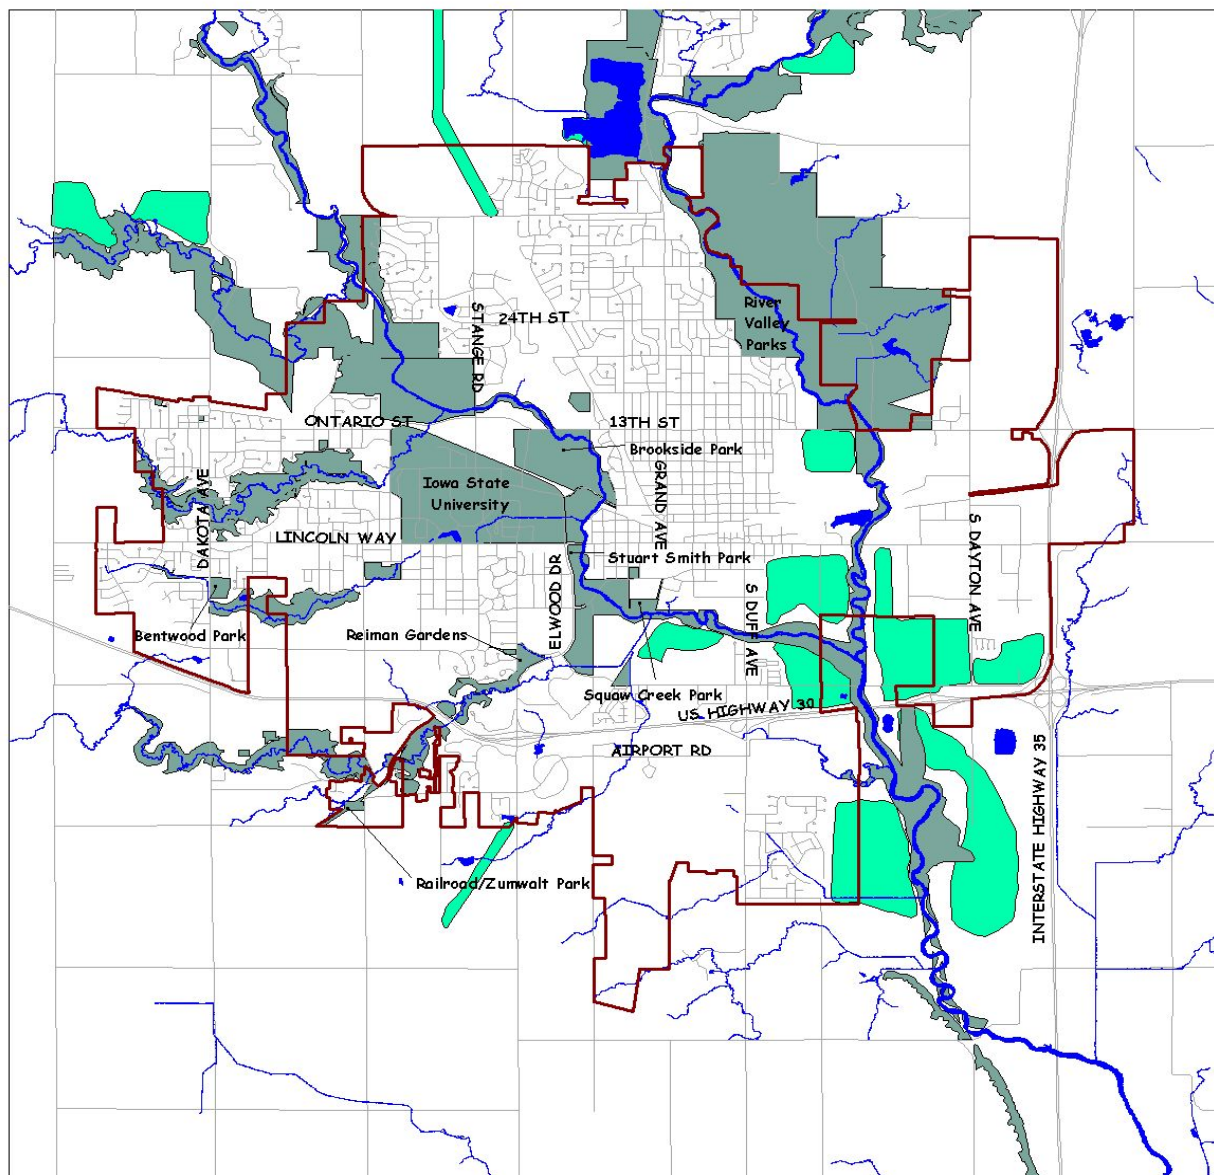 River
Valley
Parks
STANGE RD
24TH ST
ONTARIO ST
13TH ST
Brookside Park
GRAND AVE
Iowa State
University
DAKOTA AVE
LINCOLN WAY
S DAYTON AVE
Stuart Smith Park
ELWOOD DR
S DUFF AVE
Bentwood Park
Reiman Gardens
Squaw Creek Park
US HIGHWAY 30
AIRPORT RD
INTERSTATE HIGHWAY 35
Railroad/Zumwalt Park